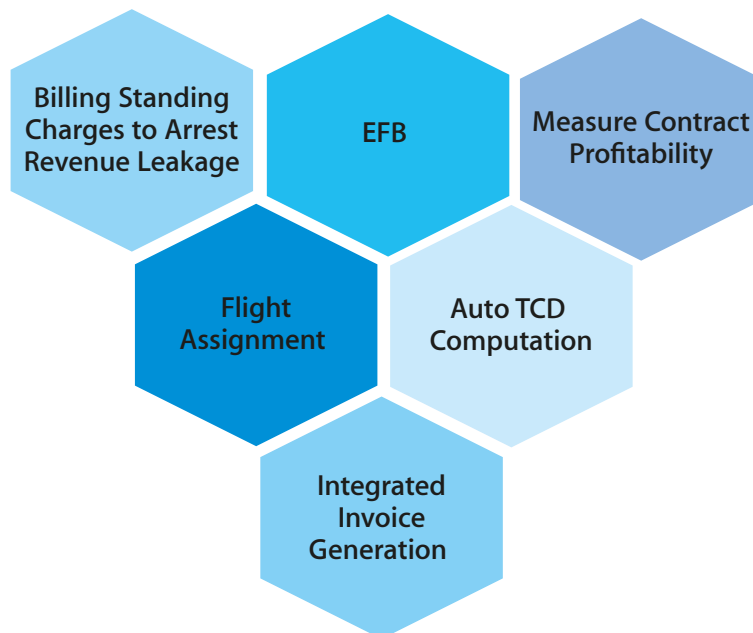 Billing Standing
Charges to Arrest
Revenue Leakage
EFB
Measure Contract
Profitability
Flight
Assignment
Auto TCD
Computation
Integrated
Invoice
Generation